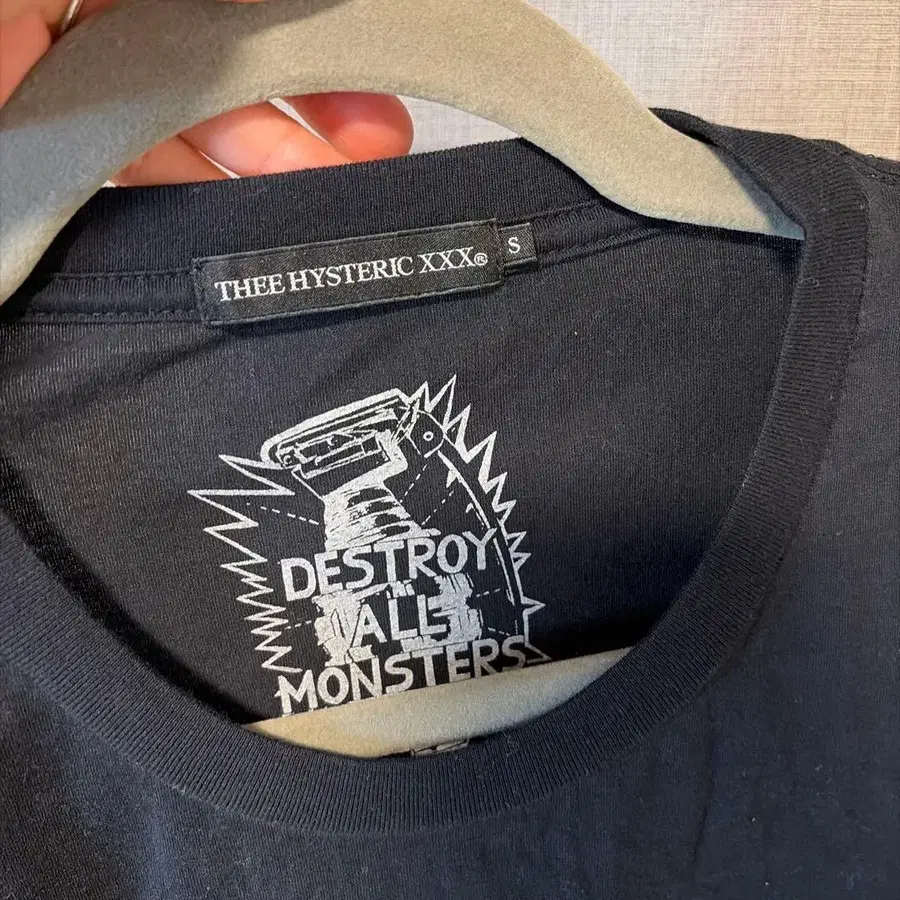 THEE HYSTERIC XXX®
S
DESTROY
ALL
MONSTERS